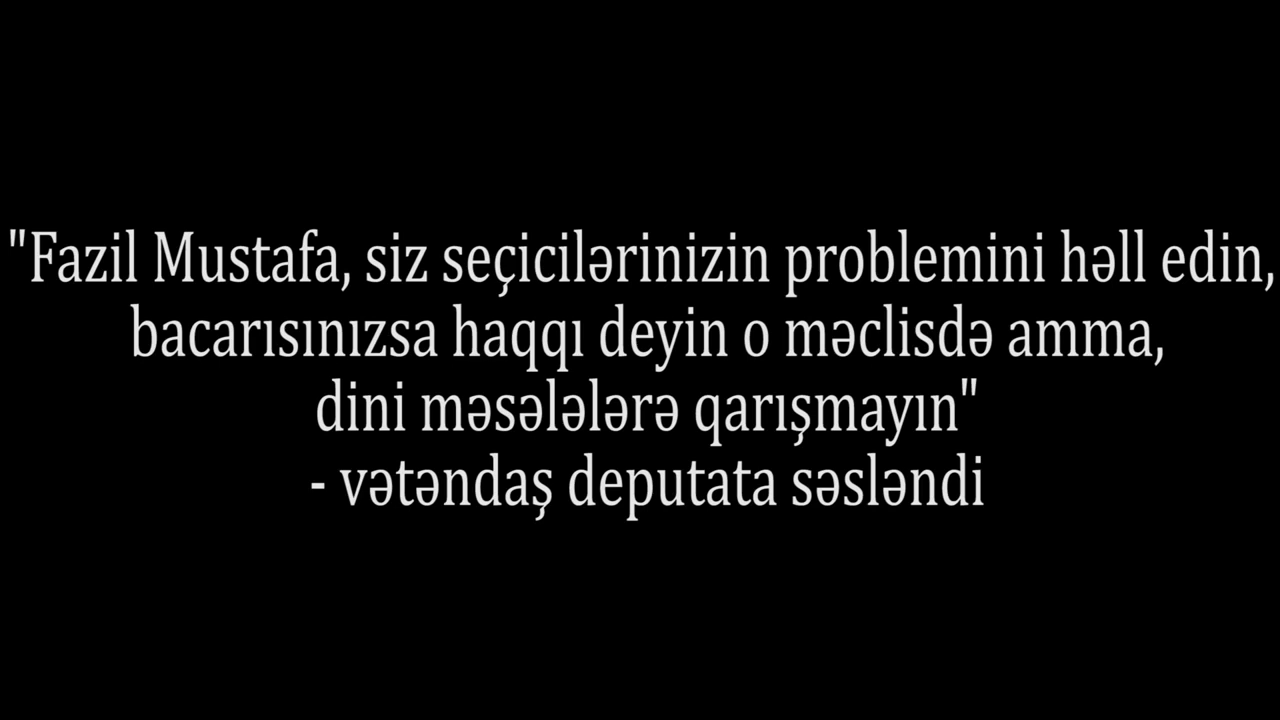 "Fazil Mustafa, siz seçicilərinizin problemini həll edin,
bacarısınızsa haqqı deyin o məclisdə amma,
dini məsələlərə qarışmayın"
- vətəndaş deputata səsləndi